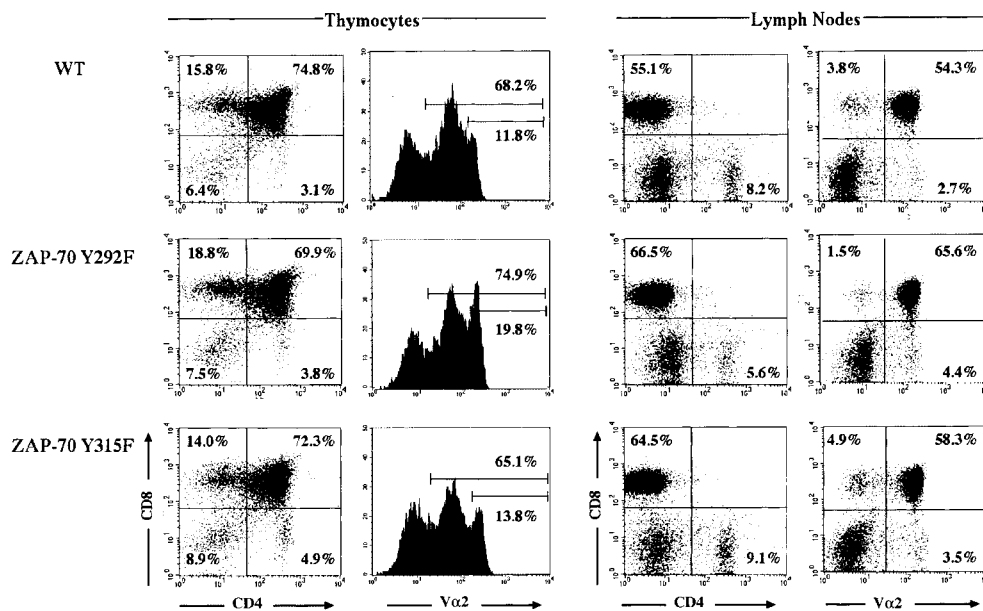 Thymocytes
Lymph Nodes
WT
15.8% 74.8%
6.4% 3.1%
68.2%
11.8%
55.1%
8.2%
3.8% 54.3%
2.7%
ZAP-70 Y292F
18.8% 69.9%
7.5% 3.8%
74.9%
19.8%
66.5%
5.6%
1.5% 65.6%
4.4%
ZAP-70 Y315F
14.0% 72.3%
8.9% 4.9%
65.1%
13.8%
64.5%
9.1%
4.9% 58.3%
3.5%
CD8
CD8
CD4
Vα2
CD4
Vα2